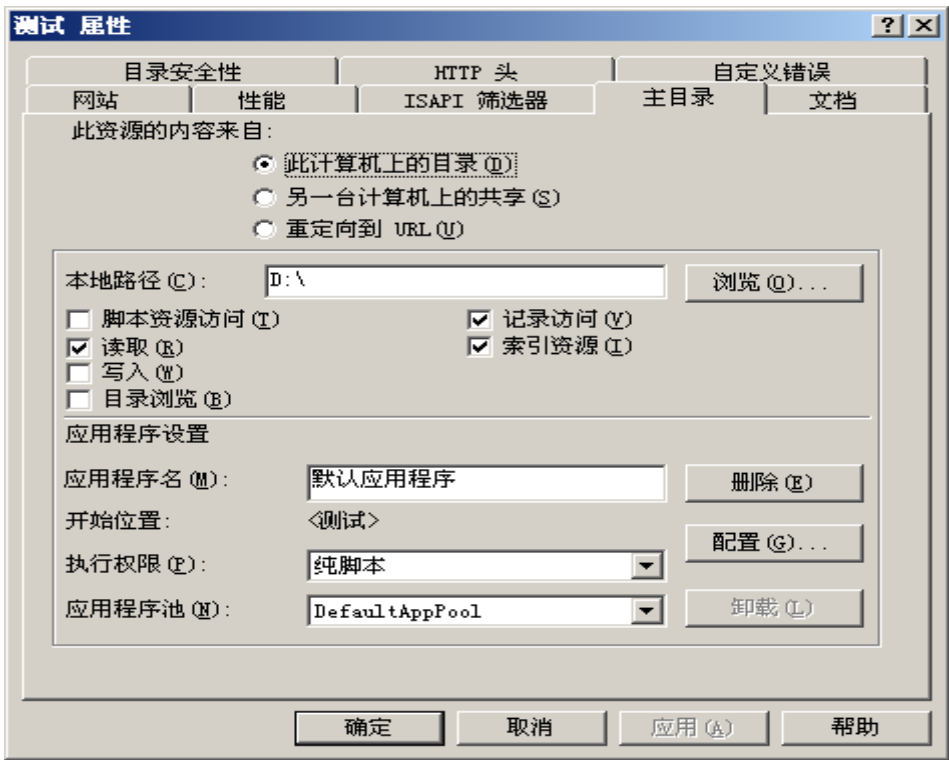 测试 属性
目录安全性 HTTP 头 自定义错误
网站 性能 ISAPI 筛选器 主目录 文档
此资源的内容来自:
此计算机上的目录(D)
另一台计算机上的共享(S)
重定向到 URL(U)
本地路径(C): D:\ 浏览(O)...
脚本资源访问(T) 记录访问(V)
读取(R) 索引资源(I)
写入(W)
目录浏览(B)
应用程序设置
应用程序名(M): 默认应用程序 删除(E)
开始位置: <测试>
配置(G)...
执行权限(P): 纯脚本
应用程序池(N): DefaultAppPool 卸载(L)
确定 取消 应用(A) 帮助